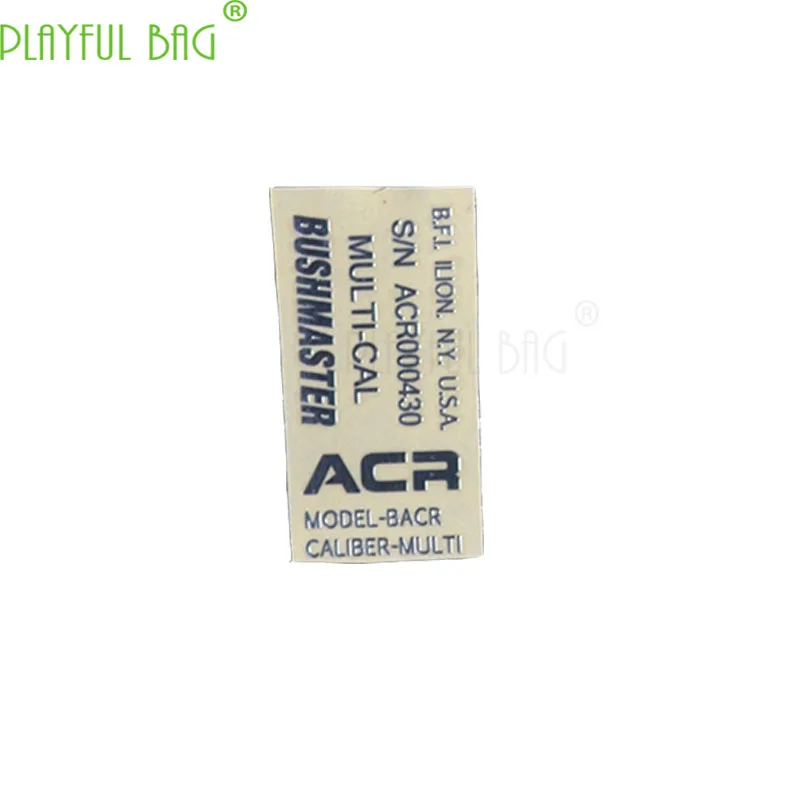 PLAYFUL BAG®
B.F.I. ILION. N.Y. U.S.A.
S/N ACR000430
MULTI-CAL
BUSHMASTER
PLAYFUL BAG®
ACR
MODEL-BACR
CALIBER-MULTI